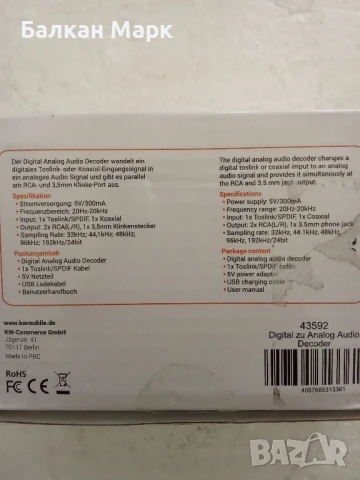 Балкан Марк
Der Digital Analog Audio Decoder wandelt ein
digitales Toslink- oder Koaxial-Eingangssignal in
ein analoges Audio Signal und gibt es parallel
am RCA- und 3,5mm Klinke-Port aus.
Spezifikation
• Stromversorgung: 5V/300mA
• Frequenzbereich: 20Hz-20kHz
• Input: 1x Toslink/SPDIF, 1x Koaxial
• Output: 2x RCA(L/R), 1x 3,5mm Klinkenstecker
• Sampling Rate: 32kHz; 44,1kHz, 48kHz,
96kHz, 192kHz/24bit
Packungsinhalt
• Digital Analog Audio Decoder
• 1x Toslink/SPDIF Kabel
• 5V Netzteil
• USB Ladekabel
• Benutzerhandbuch
www.kwmobile.de
KW-Commerce GmbH
Jägerstr. 41
10117 Berlin
Made in PRC
RoHS
CE FC
The digital analog audio decoder changes a
digital toslink or coaxial imput to an analog
audio signal and provides it simultaneously at
the RCA and 3.5 mm jack output.
Specifications
• Power supply: 5V/300mA
• Frequency range: 20Hz-20kHz
• Input: 1x Toslink/SPDIF, 1x Coaxial
• Output: 2x RCA (L/R), 1x 3.5mm phone jack
• Sampling rate: 32kHz, 44.1kHz, 48kHz,
96kHz, 192kHz/24bit
Package content
• Digital analog audio decoder
• 1x Toslink/SPDIF cable
• 5V power adapter
• USB charging cable
• User manual
43592
Digital zu Analog Audio
Decoder
4057665313361
BAZAR